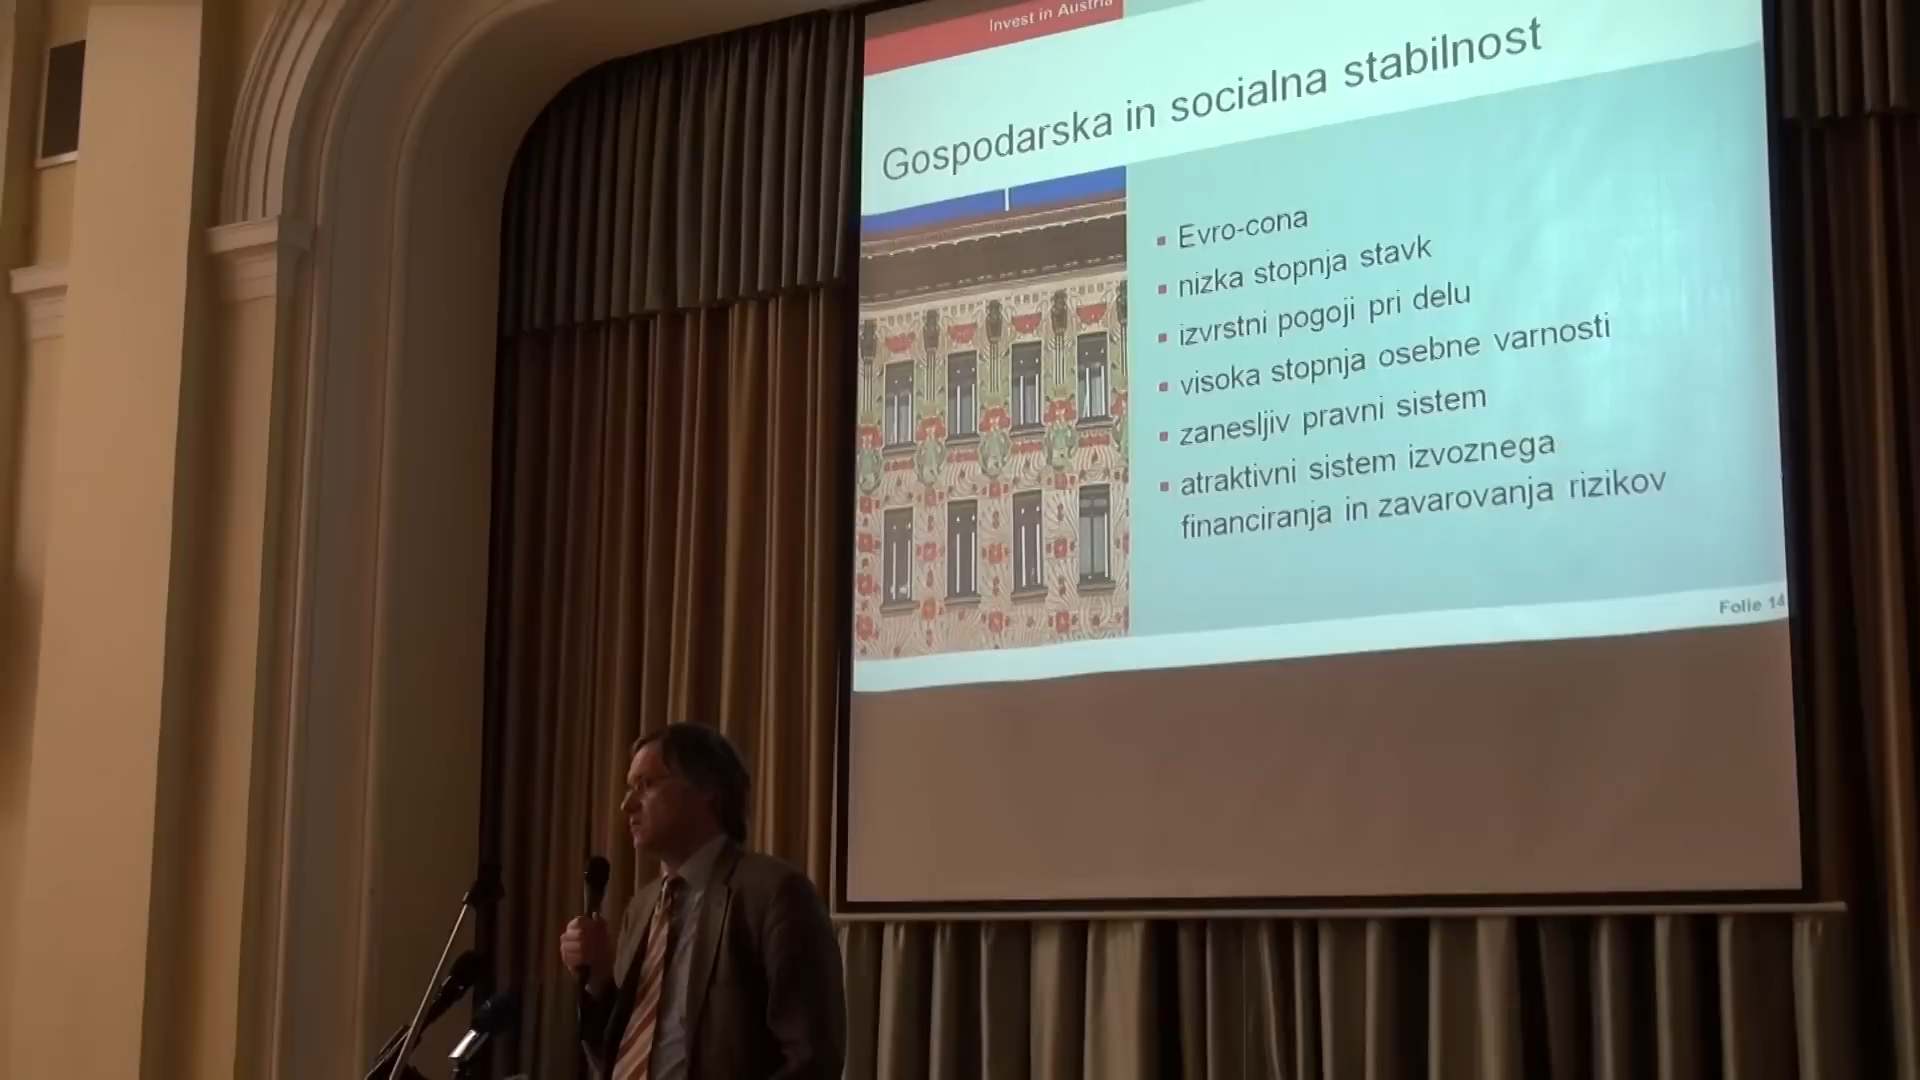 Invest in Austria
Gospodarska in socialna stabilnost
Evro-cona
nizka stopnja stavk
izvrstni pogoji pri delu
visoka stopnja osebne varnosti
zanesljiv pravni sistem
atraktivni sistem izvoznega
financiranja in zavarovanja rizikov
Folie 14